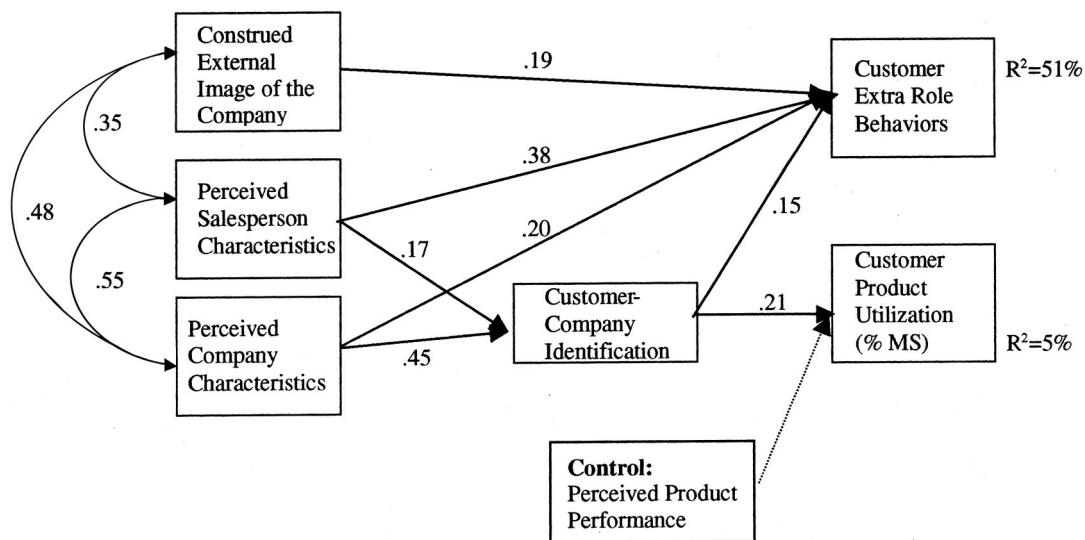 Construed
External
Image of the
Company
.19
Customer
Extra Role
Behaviors
R²=51%
.35
.38
Perceived
Salesperson
Characteristics
.48
.20
.15
.17
.55
Customer
Product
Utilization
(% MS)
R²=5%
Customer-
Company
Identification
.21
Perceived
Company
Characteristics
.45
Control:
Perceived Product
Performance